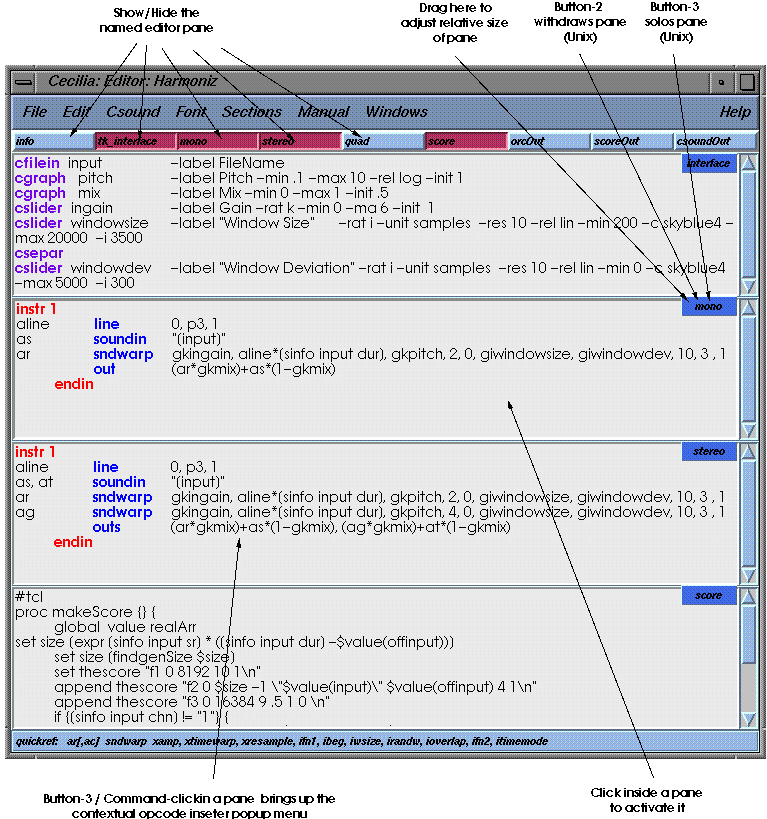 Show/Hide the
named editor pane
Drag here to
adjust relative size
of pane
Button-2
withdraws pane
(Unix)
Button-3
solos pane
(Unix)
Cecilia: Editor: Harmoniz
File Edit Csound Font Sections Manual Windows Help
info tk_interface mono stereo quad score orcOut scoreOut csoundOut
interface
cfilein input -label FileName
cgraph pitch -label Pitch -min .1 -max 10 -rel log -init 1
cgraph mix -label Mix -min 0 -max 1 -init .5
cslider ingain -label Gain -rat k -min 0 -ma 6 -init 1
cslider windowsize -label "Window Size" -rat i -unit samples -res 10 -rel lin -min 200 -c skyblue4 -
max 20000 -i 3500
csepar
cslider windowdev -label "Window Deviation" -rat i -unit samples -res 10 -rel lin -min 0 -c skyblue4
-max 5000 -i 300
mono
instr 1
aline line 0, p3, 1
as soundin "[input]"
ar sndwarp gkingain, aline*[sinfo input dur], gkpitch, 2, 0, giwindowsize, giwindowdev, 10, 3 , 1
out (ar*gkmix)+as*(1-gkmix)
endin
stereo
instr 1
aline line 0, p3, 1
as, at soundin "[input]"
ar sndwarp gkingain, aline*[sinfo input dur], gkpitch, 2, 0, giwindowsize, giwindowdev, 10, 3 , 1
ag sndwarp gkingain, aline*[sinfo input dur], gkpitch, 4, 0, giwindowsize, giwindowdev, 10, 3 , 1
outs (ar*gkmix)+as*(1-gkmix), (ag*gkmix)+at*(1-gkmix)
endin
score
#tcl
proc makeScore {} {
global value realArr
set size [expr [sinfo input sr] * ([sinfo input dur] -$value(offinput))]
set size [findgenSize $size]
set thescore "f1 0 8192 10 1\n"
append thescore "f2 0 $size -1 \"$value(input)\" $value(offinput) 4 1\n"
append thescore "f3 0 16384 9 .5 1 0 \n"
if {[sinfo input chn] != "1"} {
quickref: ar[,ac] sndwarp xamp, xtimewarp, xresample, ifn1, ibeg, iwsize, irandw, ioverlap, ifn2, itimemode
Button-3 / Command-clickin a pane brings up the
contextual opcode inseter popup menu
Click inside a pane
to activate it